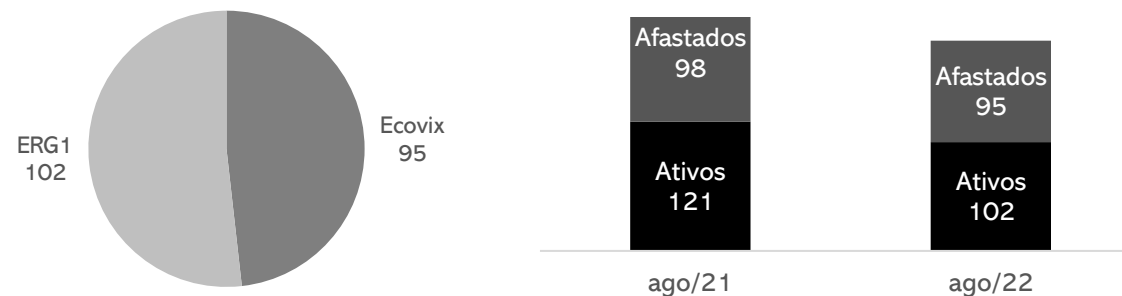 ERG1
102
Ecovix
95
Afastados
98
Ativos
121
ago/21
Afastados
95
Ativos
102
ago/22